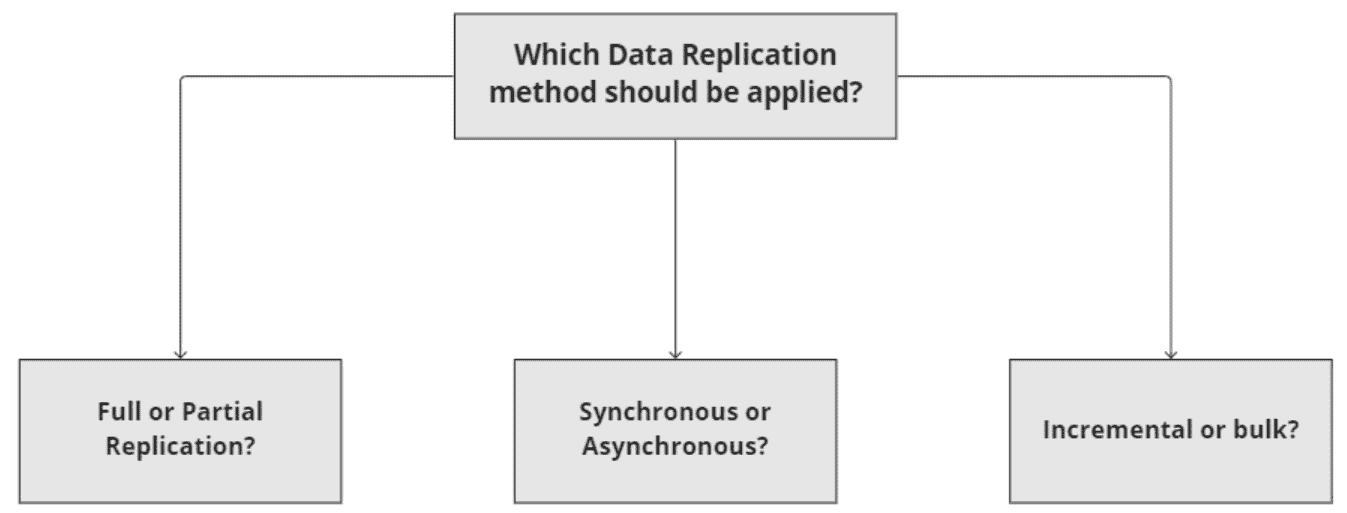 Which Data Replication
method should be applied?
Full or Partial
Replication?
Synchronous or
Asynchronous?
Incremental or bulk?